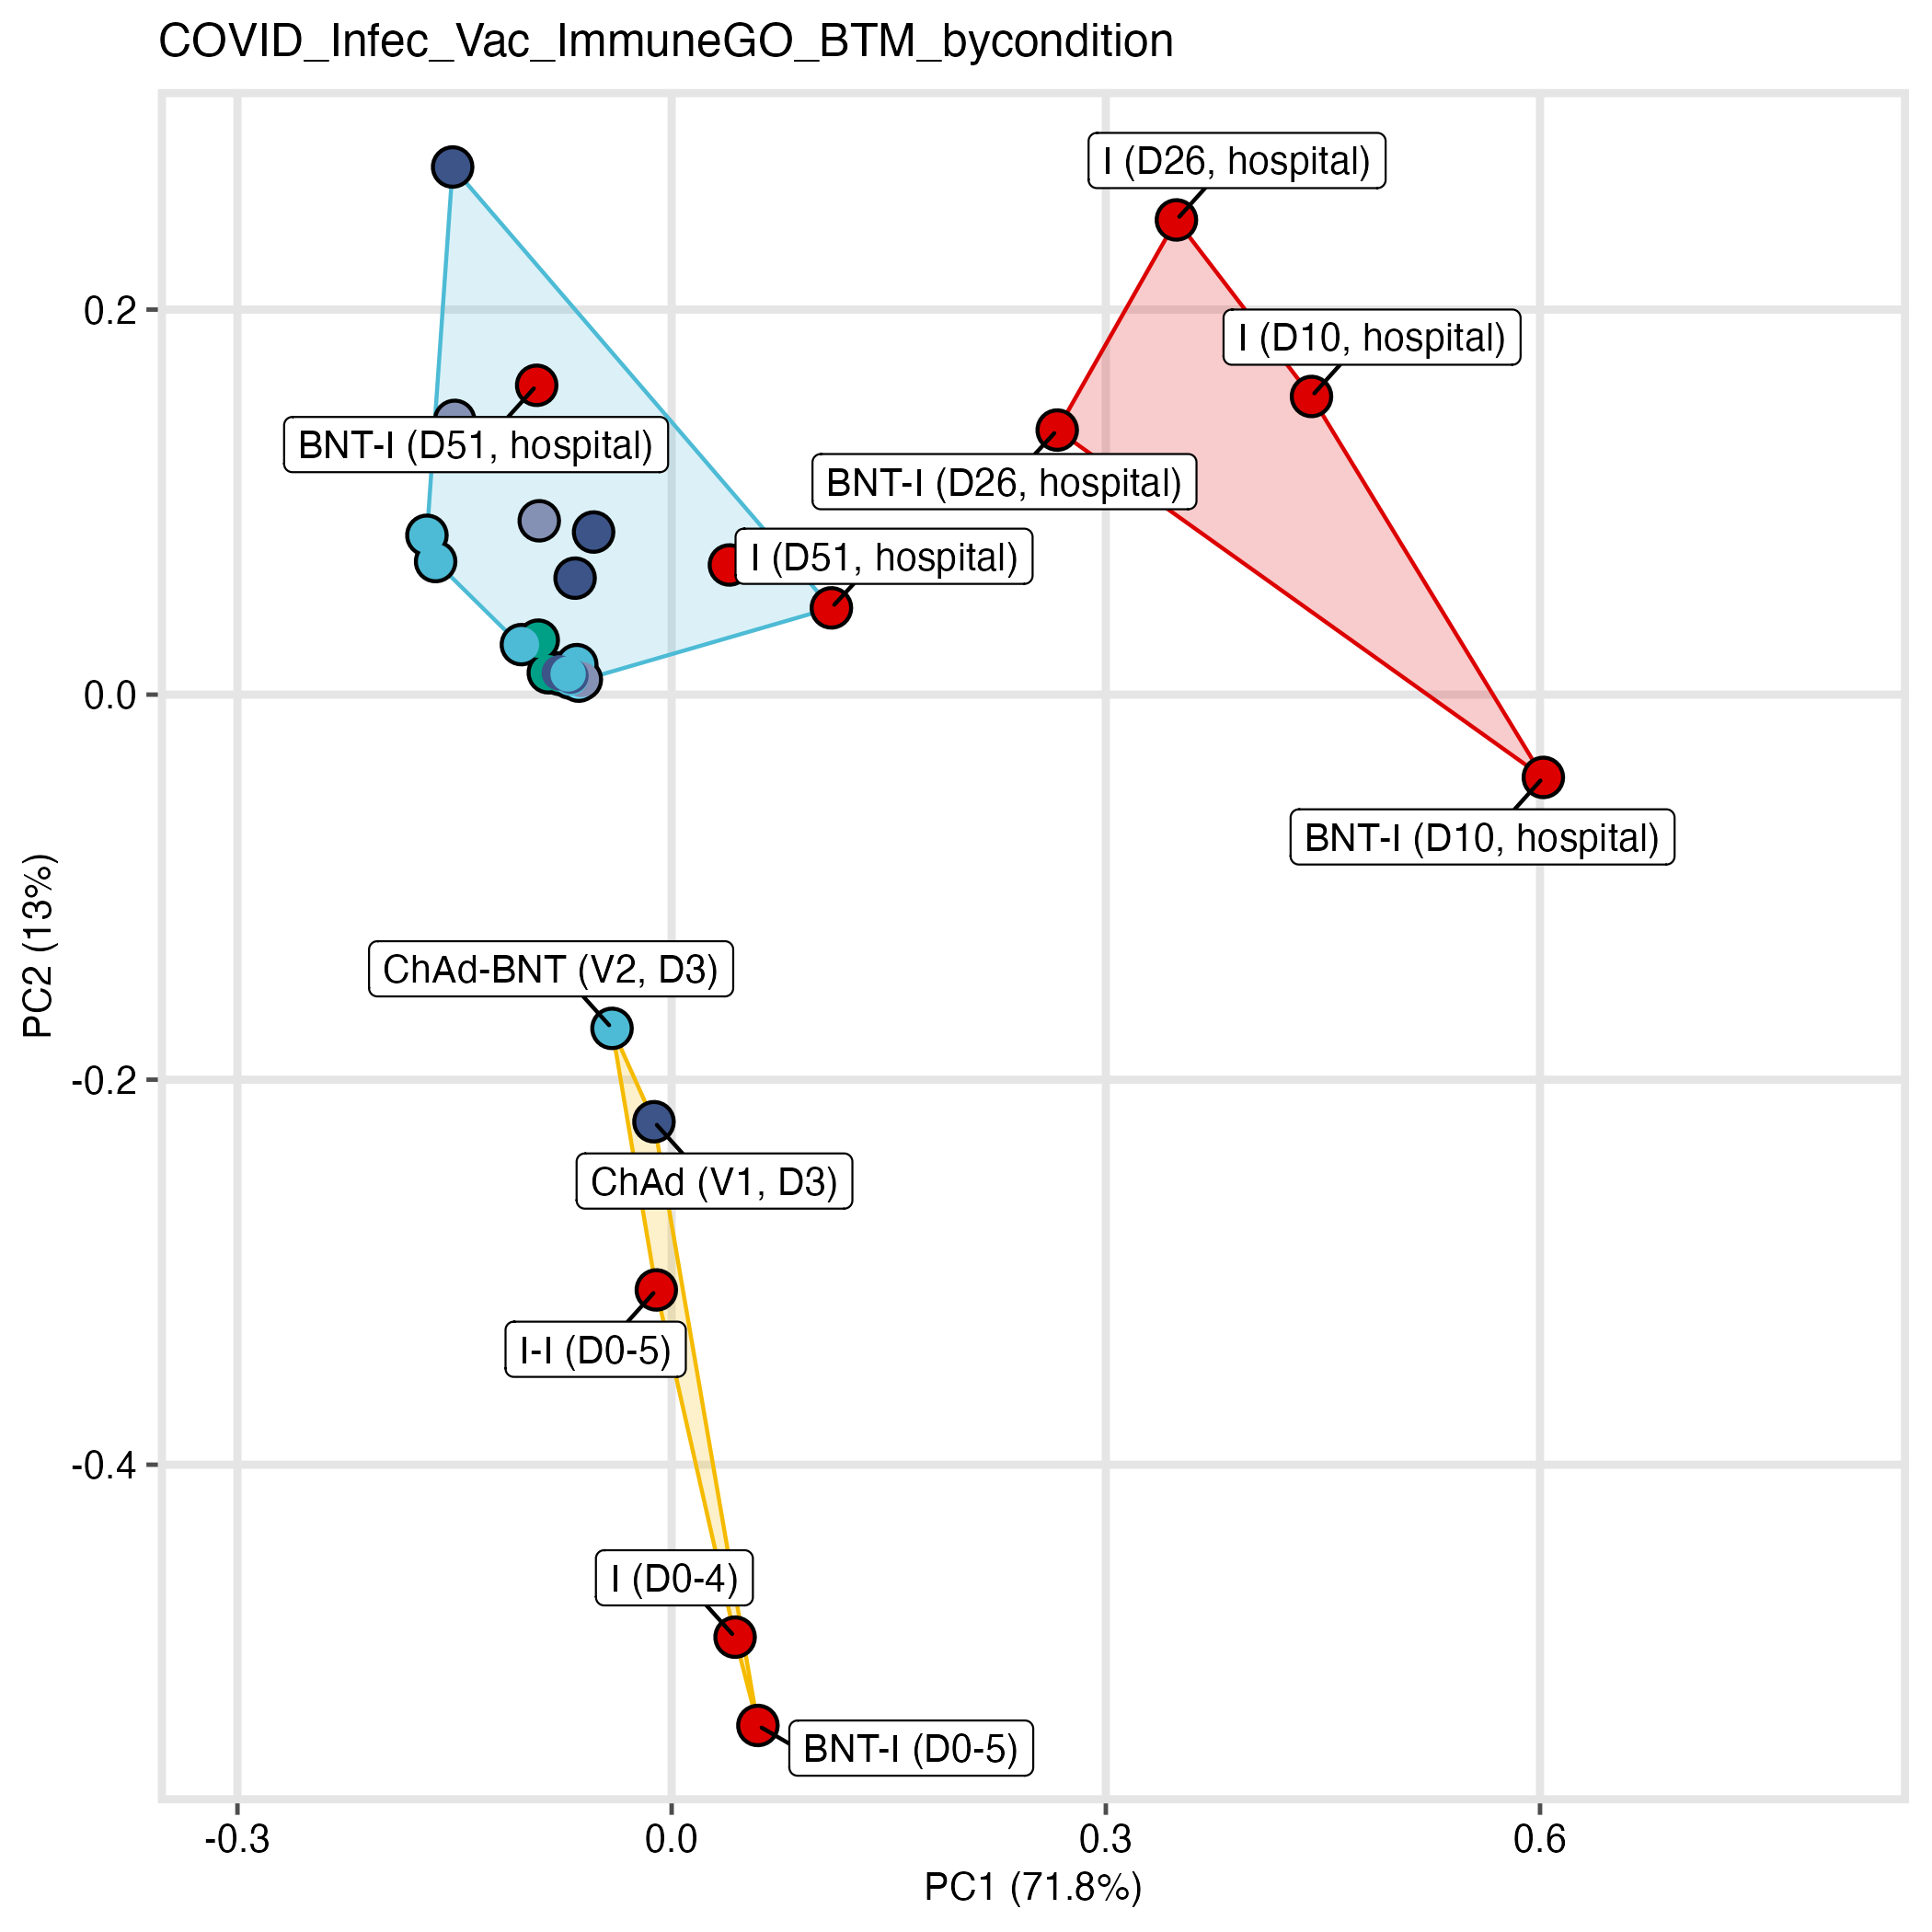 COVID_Infec_Vac_ImmuneGO_BTM_bycondition
I (D26, hospital)
I (D10, hospital)
BNT-I (D51, hospital)
BNT-I (D26, hospital)
I (D51, hospital)
BNT-I (D10, hospital)
ChAd-BNT (V2, D3)
ChAd (V1, D3)
I-I (D0-5)
I (D0-4)
BNT-I (D0-5)
0.2
0.0
-0.2
-0.4
PC2 (13%)
-0.3
0.0
0.3
0.6
PC1 (71.8%)